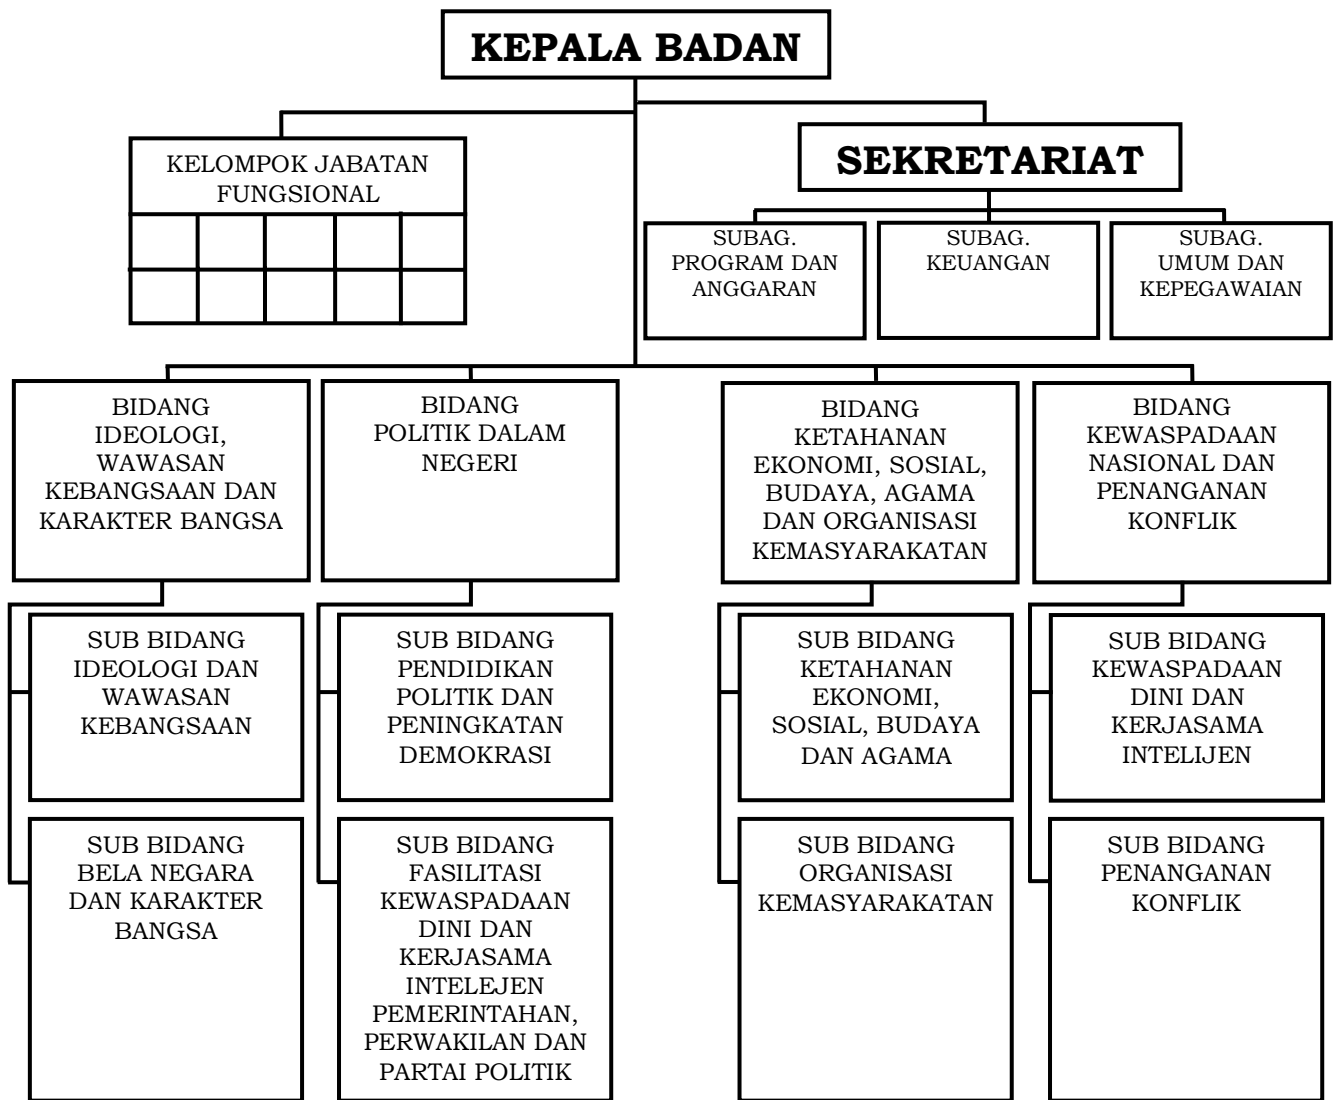 KEPALA BADAN
KELOMPOK JABATAN
FUNGSIONAL
SEKRETARIAT
SUBAG.
PROGRAM DAN
ANGGARAN
SUBAG.
KEUANGAN
SUBAG.
UMUM DAN
KEPEGAWAIAN
BIDANG
IDEOLOGI,
WAWASAN
KEBANGSAAN DAN
KARAKTER BANGSA
BIDANG
POLITIK DALAM
NEGERI
BIDANG
KETAHANAN
EKONOMI, SOSIAL,
BUDAYA, AGAMA
DAN ORGANISASI
KEMASYARAKATAN
BIDANG
KEWASPADAAN
NASIONAL DAN
PENANGANAN
KONFLIK
SUB BIDANG
IDEOLOGI DAN
WAWASAN
KEBANGSAAN
SUB BIDANG
PENDIDIKAN
POLITIK DAN
PENINGKATAN
DEMOKRASI
SUB BIDANG
KETAHANAN
EKONOMI,
SOSIAL, BUDAYA
DAN AGAMA
SUB BIDANG
KEWASPADAAN
DINI DAN
KERJASAMA
INTELIJEN
SUB BIDANG
BELA NEGARA
DAN KARAKTER
BANGSA
SUB BIDANG
FASILITASI
KEWASPADAAN
DINI DAN
KERJASAMA
INTELEJEN
PEMERINTAHAN,
PERWAKILAN DAN
PARTAI POLITIK
SUB BIDANG
ORGANISASI
KEMASYARAKATAN
SUB BIDANG
PENANGANAN
KONFLIK